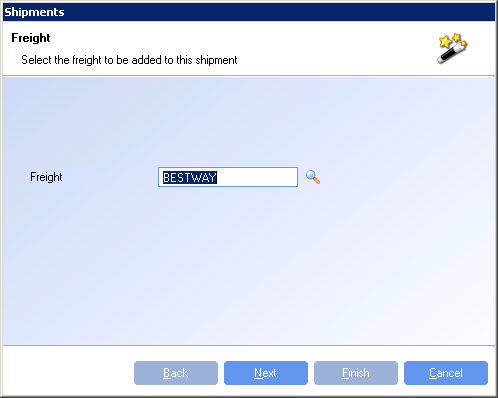 Shipments
Freight
Select the freight to be added to this shipment
Freight BESTWAY
Back Next Finish Cancel